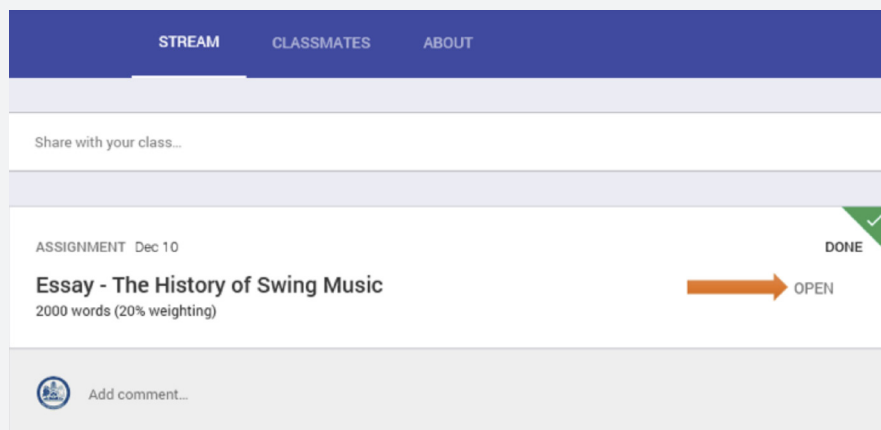 STREAM CLASSMATES ABOUT
Share with your class...
ASSIGNMENT Dec 10 DONE
Essay - The History of Swing Music
OPEN
2000 words (20% weighting)
Add comment...